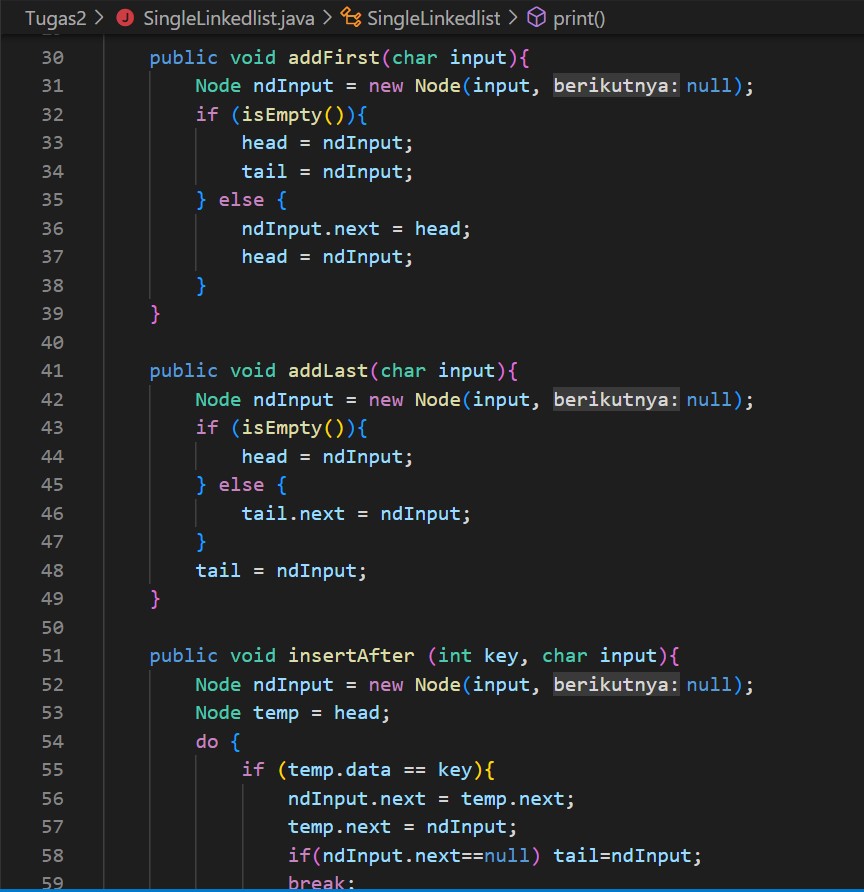 Tugas2 > SingleLinkedlist.java > SingleLinkedlist > print()
30 public void addFirst(char input){
31 Node ndInput = new Node(input, berikutnya: null);
32 if (isEmpty()){
33 head = ndInput;
34 tail = ndInput;
35 } else {
36 ndInput.next = head;
37 head = ndInput;
38 }
39 }
40
41 public void addLast(char input){
42 Node ndInput = new Node(input, berikutnya: null);
43 if (isEmpty()){
44 head = ndInput;
45 } else {
46 tail.next = ndInput;
47 }
48 tail = ndInput;
49 }
50
51 public void insertAfter (int key, char input){
52 Node ndInput = new Node(input, berikutnya: null);
53 Node temp = head;
54 do {
55 if (temp.data == key){
56 ndInput.next = temp.next;
57 temp.next = ndInput;
58 if(ndInput.next==null) tail=ndInput;
59 break;